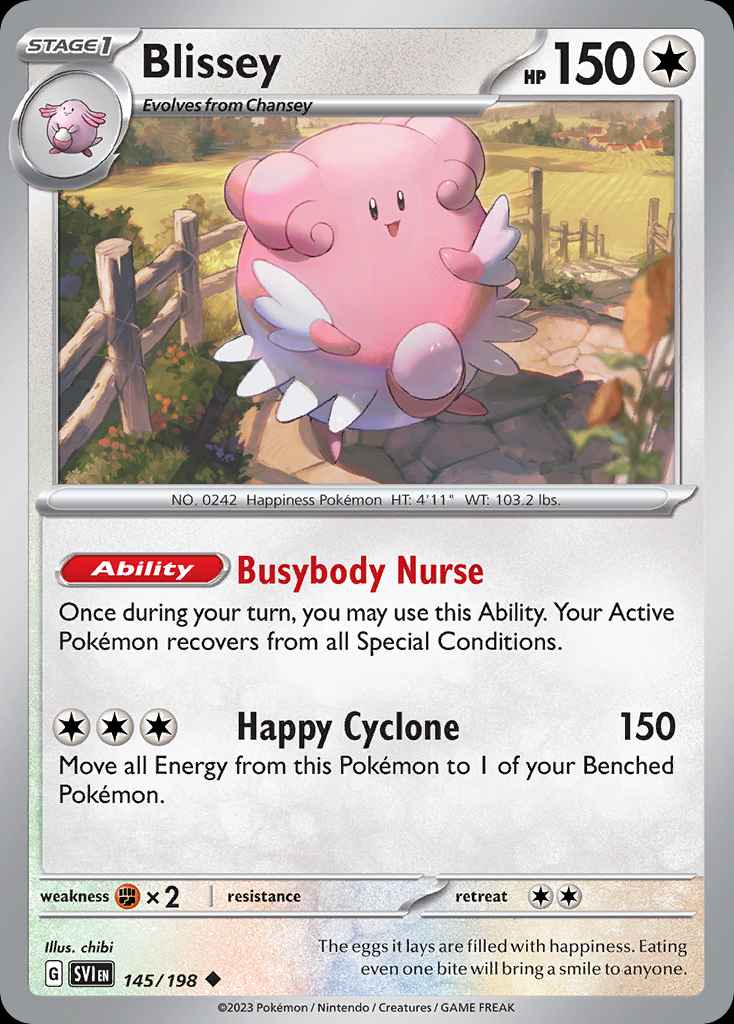 STAGE1
Blissey
HP 150
Evolves from Chansey
NO. 0242 Happiness Pokémon HT: 4'11" WT: 103.2 lbs.
Ability Busybody Nurse
Once during your turn, you may use this Ability. Your Active
Pokémon recovers from all Special Conditions.
Happy Cyclone 150
Move all Energy from this Pokémon to 1 of your Benched
Pokémon.
weakness ×2 resistance retreat
Illus. chibi
The eggs it lays are filled with happiness. Eating
even one bite will bring a smile to anyone.
G SVI EN 145/198
©2023 Pokémon / Nintendo / Creatures / GAME FREAK